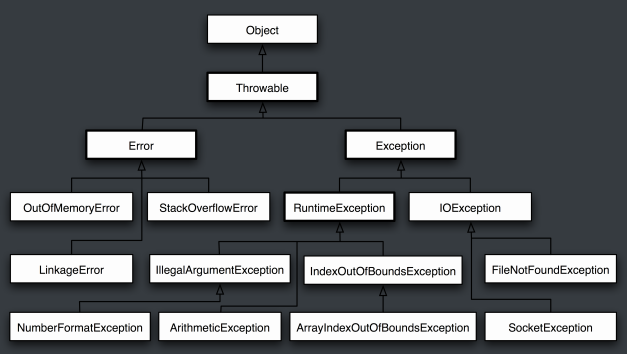 Object
Throwable
Error
Exception
OutOfMemoryError
StackOverflowError
RuntimeException
IOException
LinkageError
IllegalArgumentException
IndexOutOfBoundsException
FileNotFoundException
NumberFormatException
ArithmeticException
ArrayIndexOutOfBoundsException
SocketException